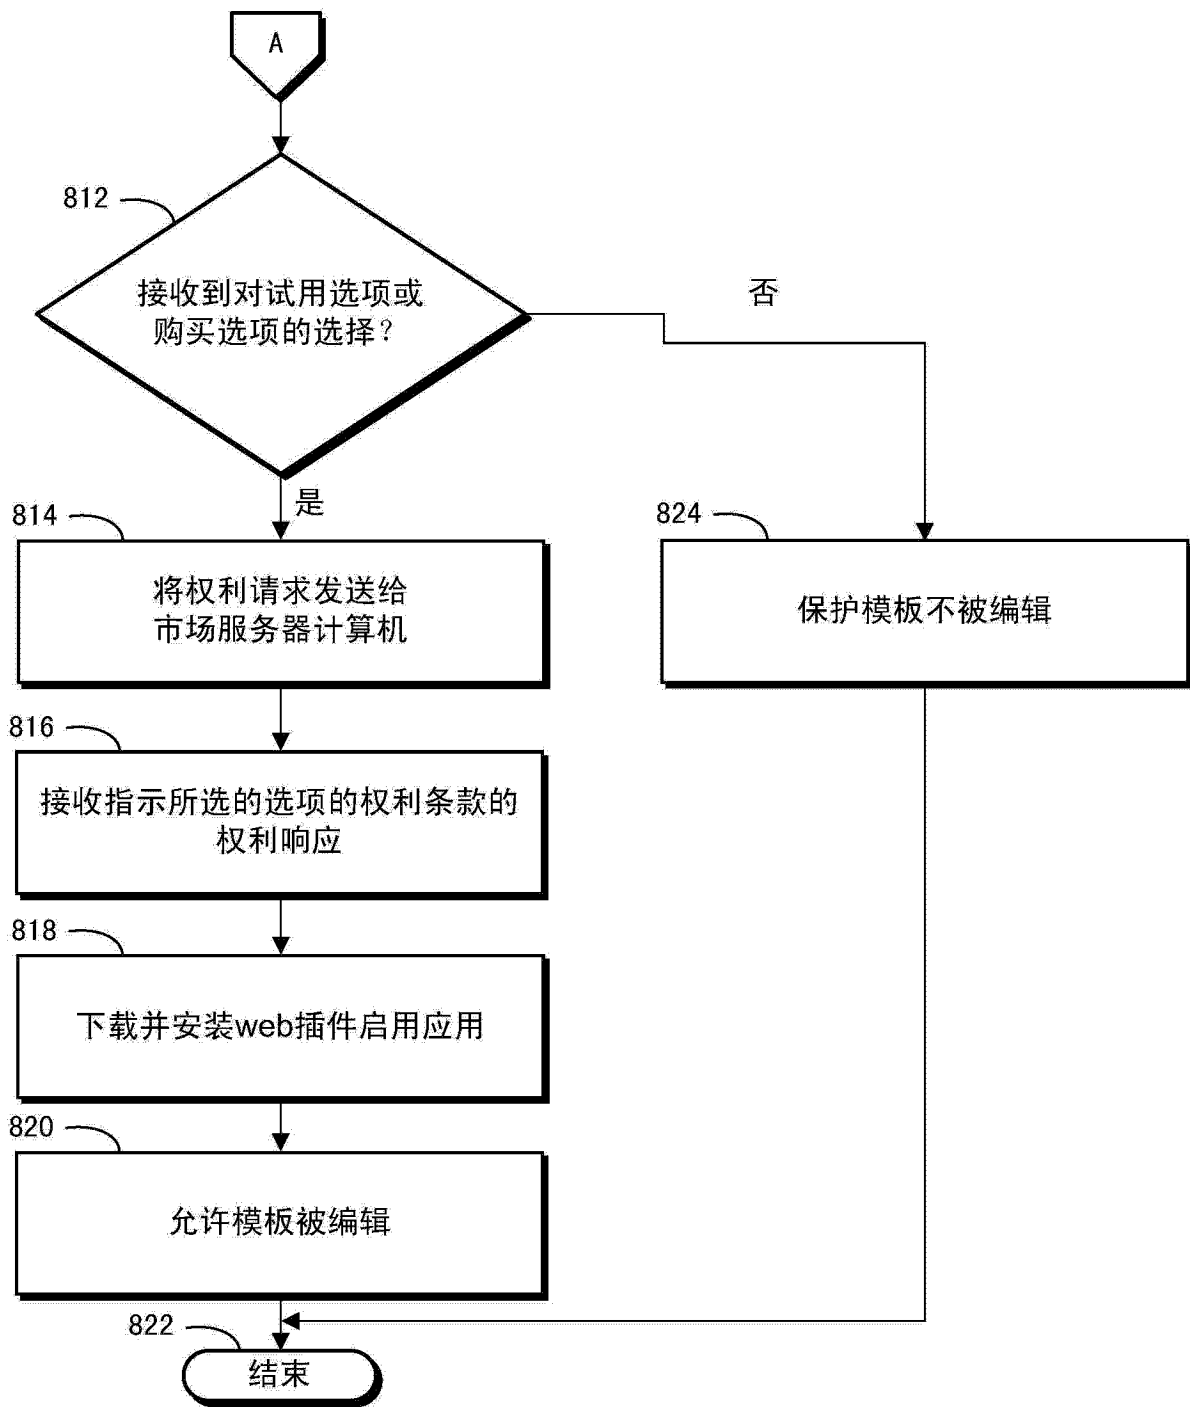 A
812
接收到对试用选项或
购买选项的选择?
否
是
814
将权利请求发送给
市场服务器计算机
824
保护模板不被编辑
816
接收指示所选的选项的权利条款的
权利响应
818
下载并安装web插件启用应用
820
允许模板被编辑
822
结束